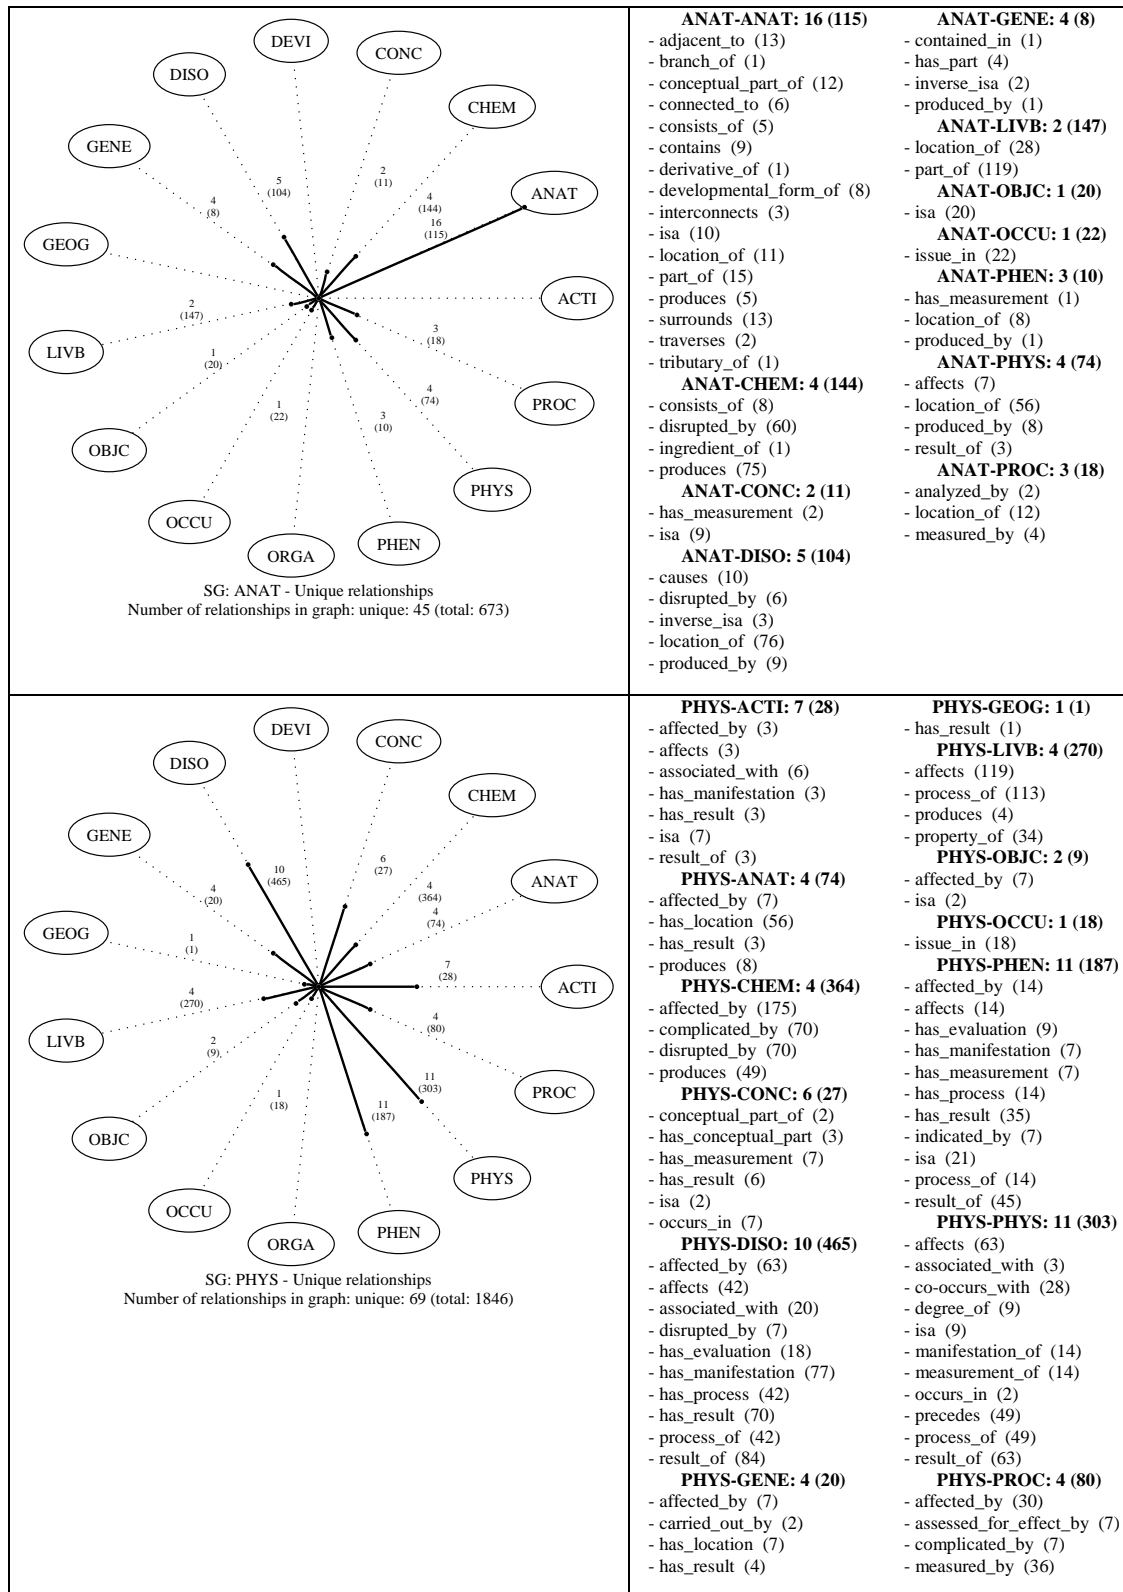 DEVI
CONC
DISO
CHEM
GENE
ANAT
GEOG
ACTI
LIVB
PROC
OBJC
PHYS
OCCU
PHEN
ORGA
2
(11)
5
(104)
4
(144)
4
(8)
16
(115)
2
(147)
3
(18)
1
(20)
4
(74)
1
(22)
3
(10)
SG: ANAT - Unique relationships
Number of relationships in graph: unique: 45 (total: 673)
ANAT-ANAT: 16 (115)
- adjacent_to (13)
- branch_of (1)
- conceptual_part_of (12)
- connected_to (6)
- consists_of (5)
- contains (9)
- derivative_of (1)
- developmental_form_of (8)
- interconnects (3)
- isa (10)
- location_of (11)
- part_of (15)
- produces (5)
- surrounds (13)
- traverses (2)
- tributary_of (1)
ANAT-CHEM: 4 (144)
- consists_of (8)
- disrupted_by (60)
- ingredient_of (1)
- produces (75)
ANAT-CONC: 2 (11)
- has_measurement (2)
- isa (9)
ANAT-DISO: 5 (104)
- causes (10)
- disrupted_by (6)
- inverse_isa (3)
- location_of (76)
- produced_by (9)
ANAT-GENE: 4 (8)
- contained_in (1)
- has_part (4)
- inverse_isa (2)
- produced_by (1)
ANAT-LIVB: 2 (147)
- location_of (28)
- part_of (119)
ANAT-OBJC: 1 (20)
- isa (20)
ANAT-OCCU: 1 (22)
- issue_in (22)
ANAT-PHEN: 3 (10)
- has_measurement (1)
- location_of (8)
- produced_by (1)
ANAT-PHYS: 4 (74)
- affects (7)
- location_of (56)
- produced_by (8)
- result_of (3)
ANAT-PROC: 3 (18)
- analyzed_by (2)
- location_of (12)
- measured_by (4)
DEVI
CONC
DISO
CHEM
GENE
ANAT
GEOG
ACTI
LIVB
PROC
OBJC
PHYS
OCCU
PHEN
ORGA
6
(27)
10
(465)
4
(364)
4
(20)
4
(74)
1
(1)
7
(28)
4
(270)
4
(80)
2
(9)
11
(303)
1
(18)
11
(187)
SG: PHYS - Unique relationships
Number of relationships in graph: unique: 69 (total: 1846)
PHYS-ACTI: 7 (28)
- affected_by (3)
- affects (3)
- associated_with (6)
- has_manifestation (3)
- has_result (3)
- isa (7)
- result_of (3)
PHYS-ANAT: 4 (74)
- affected_by (7)
- has_location (56)
- has_result (3)
- produces (8)
PHYS-CHEM: 4 (364)
- affected_by (175)
- complicated_by (70)
- disrupted_by (70)
- produces (49)
PHYS-CONC: 6 (27)
- conceptual_part_of (2)
- has_conceptual_part (3)
- has_measurement (7)
- has_result (6)
- isa (2)
- occurs_in (7)
PHYS-DISO: 10 (465)
- affected_by (63)
- affects (42)
- associated_with (20)
- disrupted_by (7)
- has_evaluation (18)
- has_manifestation (77)
- has_process (42)
- has_result (70)
- process_of (42)
- result_of (84)
PHYS-GENE: 4 (20)
- affected_by (7)
- carried_out_by (2)
- has_location (7)
- has_result (4)
PHYS-GEOG: 1 (1)
- has_result (1)
PHYS-LIVB: 4 (270)
- affects (119)
- process_of (113)
- produces (4)
- property_of (34)
PHYS-OBJC: 2 (9)
- affected_by (7)
- isa (2)
PHYS-OCCU: 1 (18)
- issue_in (18)
PHYS-PHEN: 11 (187)
- affected_by (14)
- affects (14)
- has_evaluation (9)
- has_manifestation (7)
- has_measurement (7)
- has_process (14)
- has_result (35)
- indicated_by (7)
- isa (21)
- process_of (14)
- result_of (45)
PHYS-PHYS: 11 (303)
- affects (63)
- associated_with (3)
- co-occurs_with (28)
- degree_of (9)
- isa (9)
- manifestation_of (14)
- measurement_of (14)
- occurs_in (2)
- precedes (49)
- process_of (49)
- result_of (63)
PHYS-PROC: 4 (80)
- affected_by (30)
- assessed_for_effect_by (7)
- complicated_by (7)
- measured_by (36)